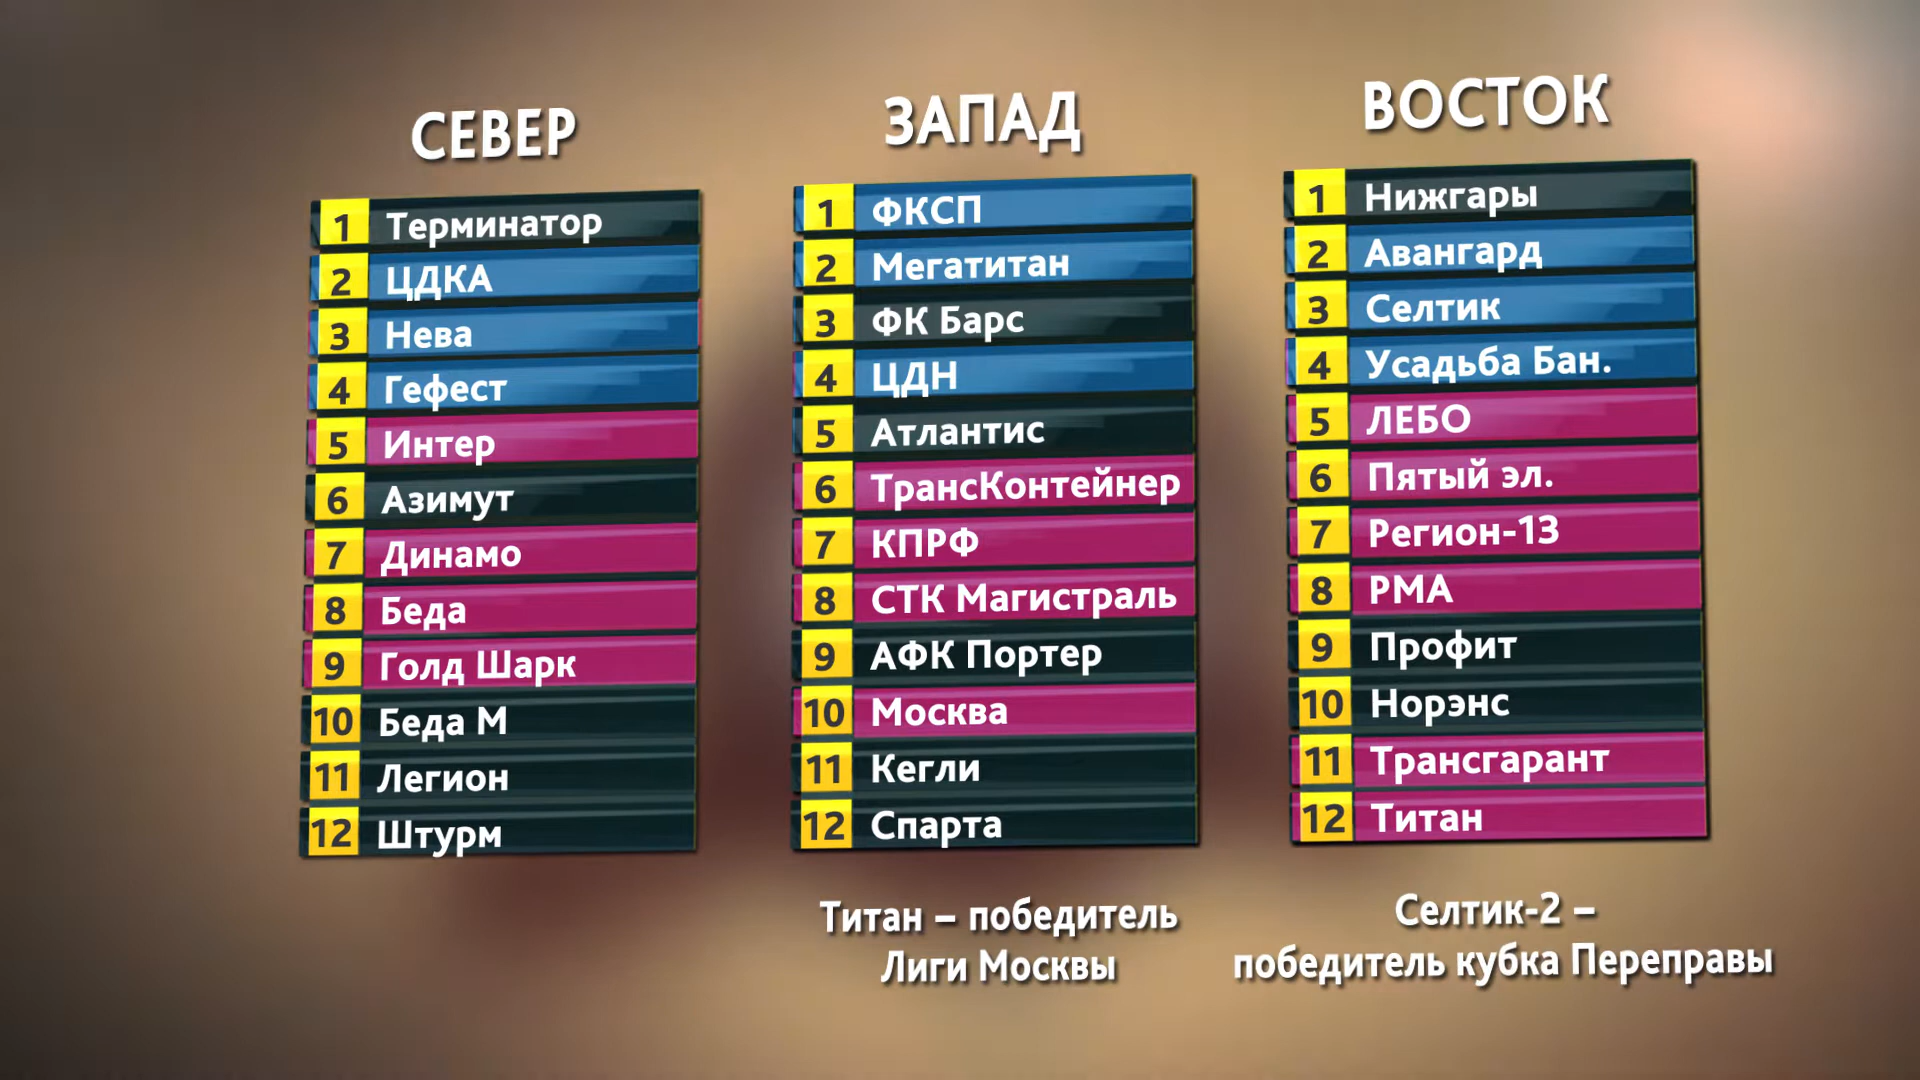 СЕВЕР
1 Терминатор
2 ЦДКА
3 Нева
4 Гефест
5 Интер
6 Азимут
7 Динамо
8 Беда
9 Голд Шарк
10 Беда М
11 Легион
12 Штурм
ЗАПАД
1 ФКСП
2 Мегатитан
3 ФК Барс
4 ЦДН
5 Атлантис
6 ТрансКонтейнер
7 КПРФ
8 СТК Магистраль
9 АФК Портер
10 Москва
11 Кегли
12 Спарта
Титан – победитель
Лиги Москвы
ВОСТОК
1 Нижгары
2 Авангард
3 Селтик
4 Усадьба Бан.
5 ЛЕБО
6 Пятый эл.
7 Регион-13
8 РМА
9 Профит
10 Норэнс
11 Трансгарант
12 Титан
Селтик-2 –
победитель кубка Переправы